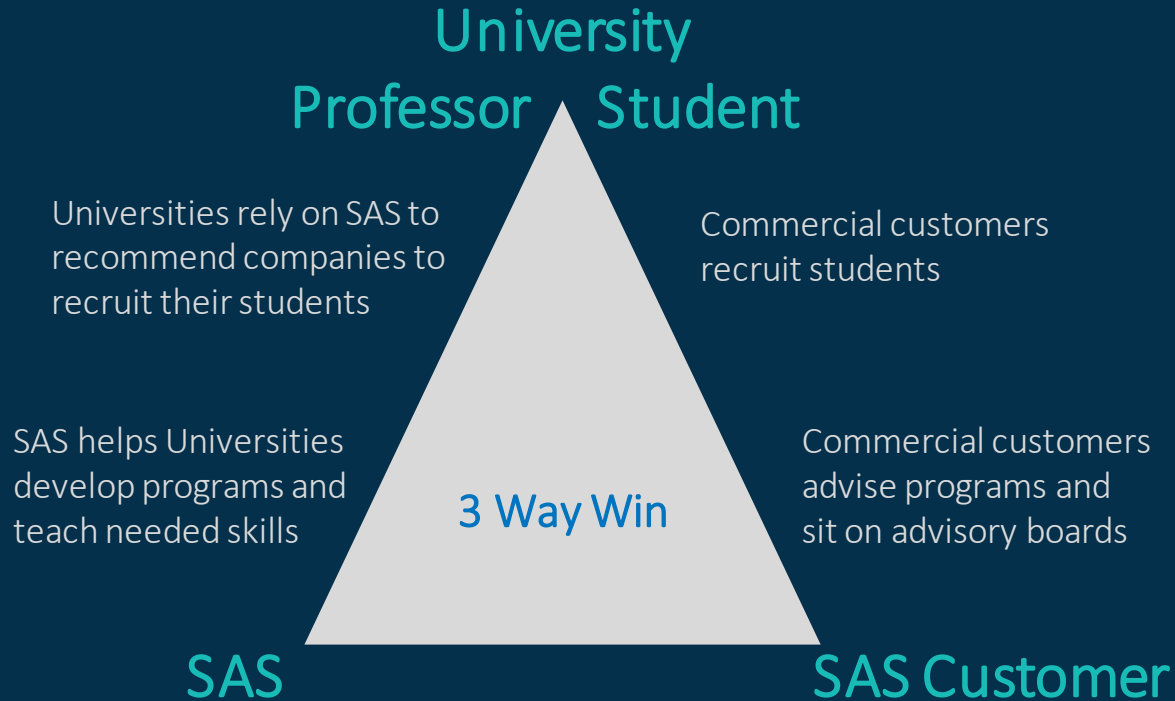 University
Professor Student
Universities rely on SAS to
recommend companies to
recruit their students
Commercial customers
recruit students
SAS helps Universities
develop programs and
teach needed skills
3 Way Win
Commercial customers
advise programs and
sit on advisory boards
SAS
SAS Customer